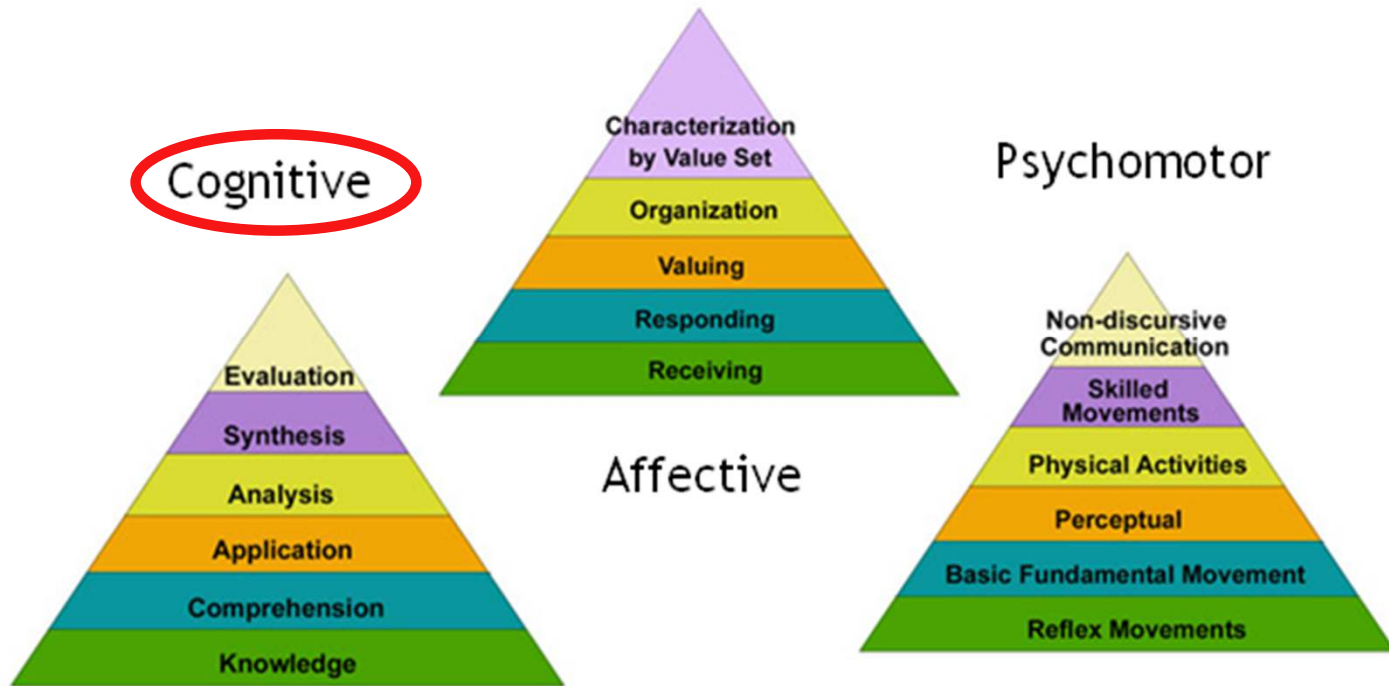 Cognitive
Evaluation
Synthesis
Analysis
Application
Comprehension
Knowledge
Characterization
by Value Set
Organization
Valuing
Responding
Receiving
Affective
Psychomotor
Non-discursive
Communication
Skilled
Movements
Physical Activities
Perceptual
Basic Fundamental Movement
Reflex Movements